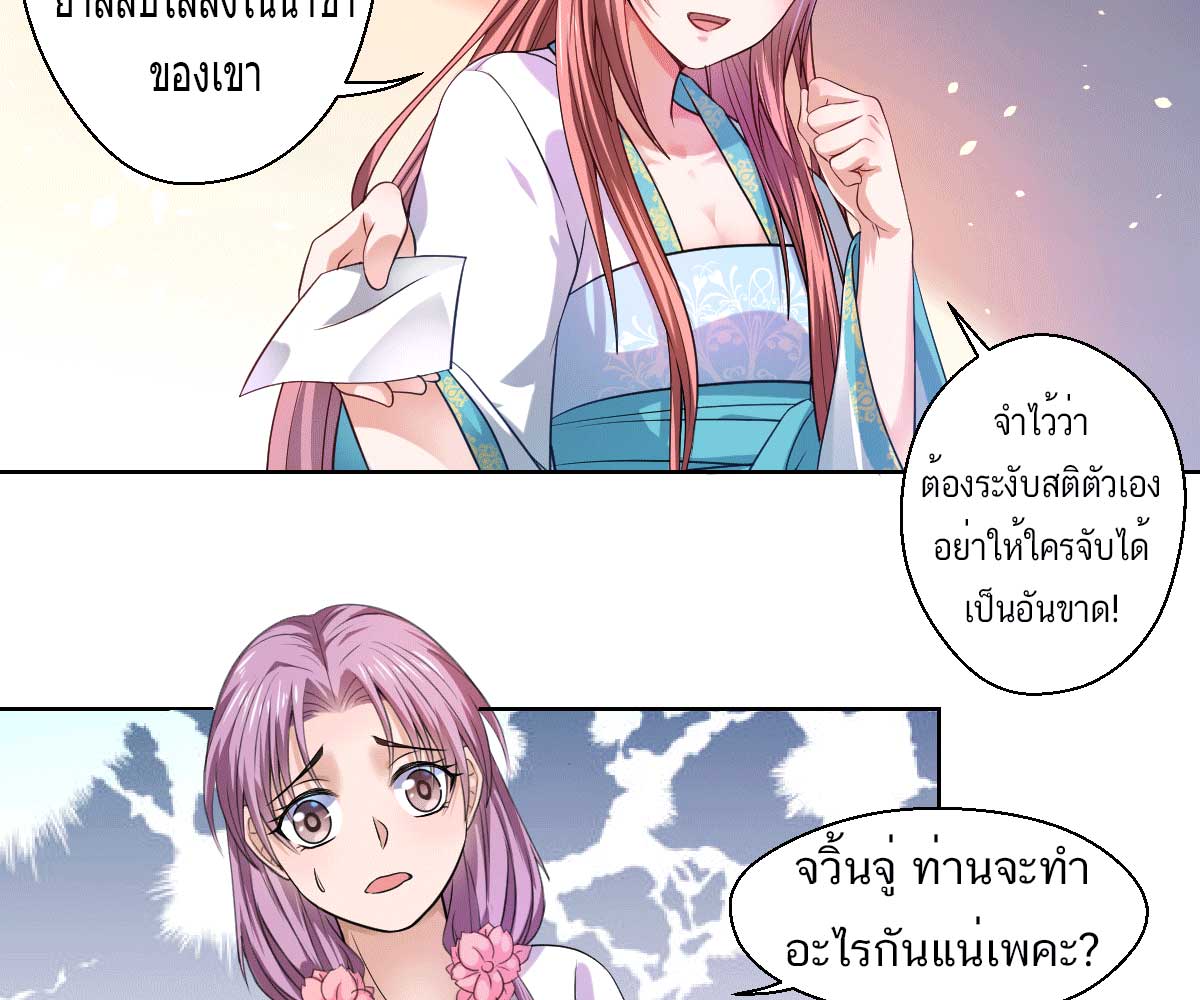 ของเขา
จำไว้ว่า
ต้องระงับสติตัวเอง
อย่าให้ใครจับได้
เป็นอันขาด!
จวิ้นจู่ ท่านจะทำ
อะไรกันแน่เพคะ?